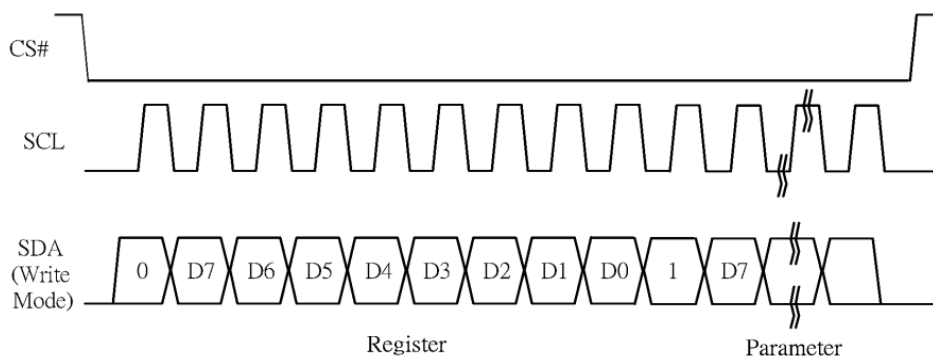 CS#
SCL
SDA
(Write
Mode)
0 D7 D6 D5 D4 D3 D2 D1 D0 1 D7
Register Parameter